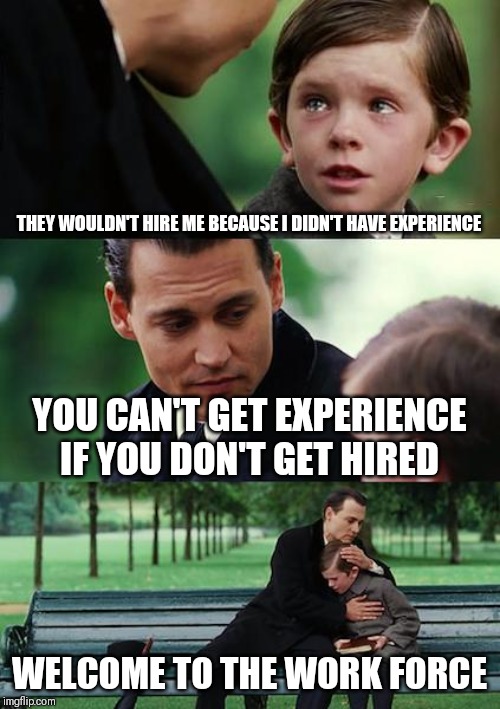 THEY WOULDN'T HIRE ME BECAUSE I DIDN'T HAVE EXPERIENCE
YOU CAN'T GET EXPERIENCE
IF YOU DON'T GET HIRED
WELCOME TO THE WORK FORCE
imgflip.com